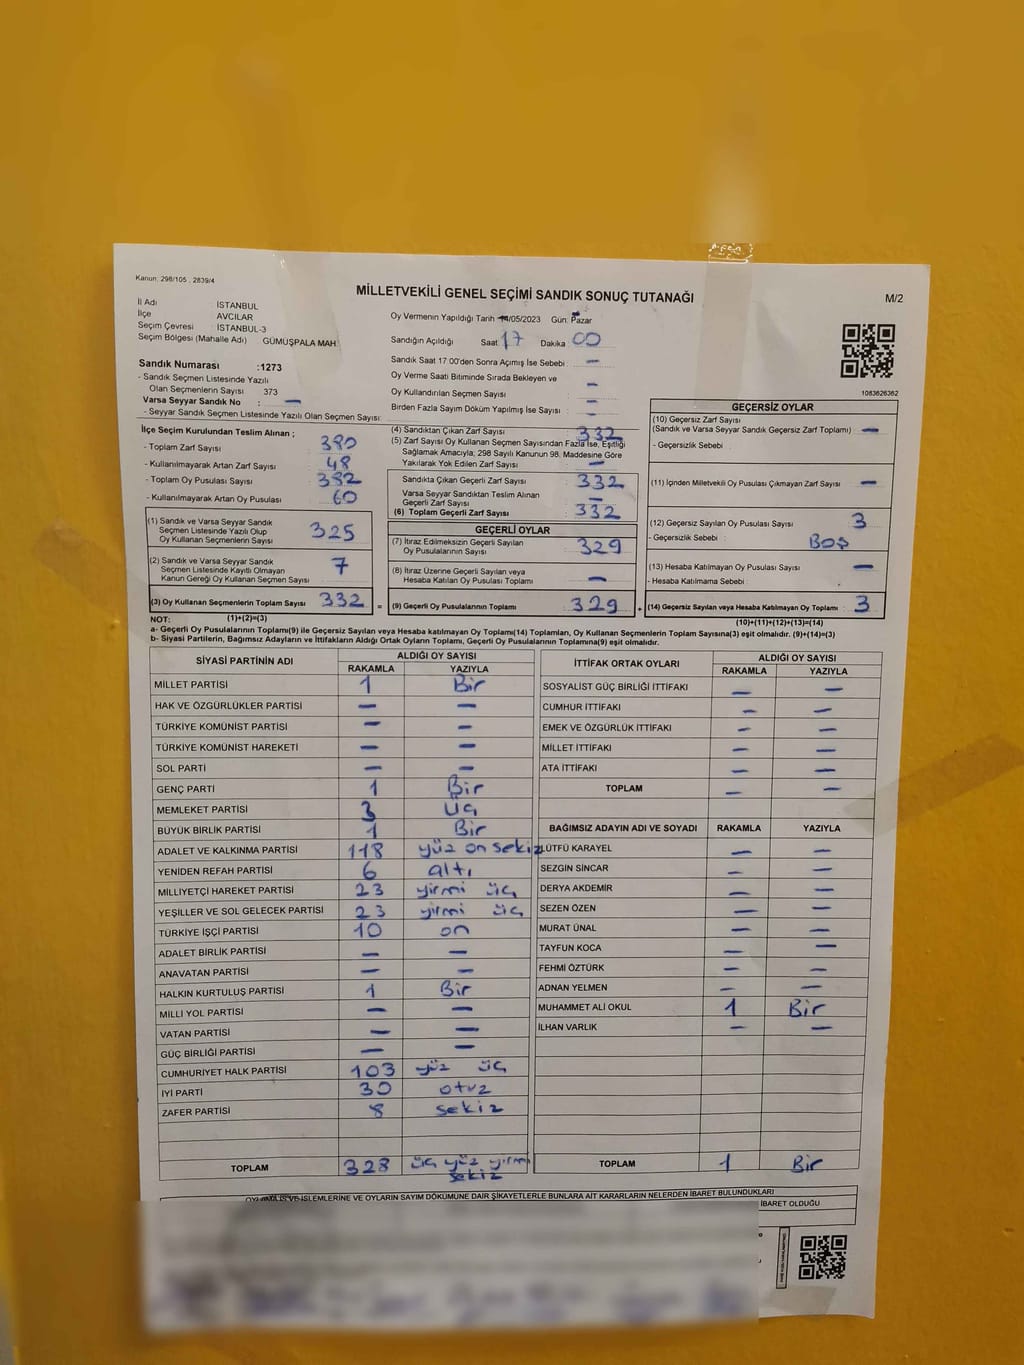 Kanun: 298/105 , 2839/4
MİLLETVEKİLİ GENEL SEÇİMİ SANDIK SONUÇ TUTANAĞI
M/2
İl Adı İSTANBUL
İlçe AVCILAR
Seçim Çevresi İSTANBUL-3
Seçim Bölgesi (Mahalle Adı) GÜMÜŞPALA MAH
Sandık Numarası :1273
- Sandık Seçmen Listesinde Yazılı
Olan Seçmenlerin Sayısı 373
Varsa Seyyar Sandık No : —
- Seyyar Sandık Seçmen Listesinde Yazılı Olan Seçmen Sayısı:
Oy Vermenin Yapıldığı Tarih 14/05/2023 Gün: Pazar
Sandığın Açıldığı Saat 17 Dakika 00
Sandık Saat 17 00'den Sonra Açımış İse Sebebi : —
Oy Verme Saati Bitiminde Sırada Bekleyen ve
Oy Kullandırılan Seçmen Sayısı : —
Birden Fazla Sayım Döküm Yapılmış İse Sayısı : —
1083626362
İlçe Seçim Kurulundan Teslim Alınan ;
- Toplam Zarf Sayısı : 380
- Kullanılmayarak Artan Zarf Sayısı : 48
- Toplam Oy Pusulası Sayısı : 382
- Kullanılmayarak Artan Oy Pusulası : 60
(1) Sandık ve Varsa Seyyar Sandık
Seçmen Listesinde Yazılı Olup
Oy Kullanan Seçmenlerin Sayısı 325
(2) Sandık ve Varsa Seyyar Sandık
Seçmen Listesinde Kayıtlı Olmayan
Kanun Gereği Oy Kullanan Seçmen Sayısı 7
(3) Oy Kullanan Seçmenlerin Toplam Sayısı 332 =
(1)+(2)=(3)
(4) Sandıktan Çıkan Zarf Sayısı : 332
(5) Zarf Sayısı Oy Kullanan Seçmen Sayısından Fazla İse, Eşitliği
Sağlamak Amacıyla; 298 Sayılı Kanunun 98. Maddesine Göre
Yakılarak Yok Edilen Zarf Sayısı : —
Sandıkta Çıkan Geçerli Zarf Sayısı : 332
Varsa Seyyar Sandıktan Teslim Alınan
Geçerli Zarf Sayısı : —
(6) Toplam Geçerli Zarf Sayısı : 332
GEÇERLİ OYLAR
(7) İtiraz Edilmeksizin Geçerli Sayılan
Oy Pusulalarının Sayısı : 329
(8) İtiraz Üzerine Geçerli Sayılan veya
Hesaba Katılan Oy Pusulası Toplamı : —
(9) Geçerli Oy Pusulalarının Toplamı : 329 +
GEÇERSİZ OYLAR
(10) Geçersiz Zarf Sayısı
(Sandık ve Varsa Seyyar Sandık Geçersiz Zarf Toplamı) : —
- Geçersizlik Sebebi :
(11) İçinden Milletvekili Oy Pusulası Çıkmayan Zarf Sayısı : —
(12) Geçersiz Sayılan Oy Pusulası Sayısı : 3
- Geçersizlik Sebebi : BOŞ
(13) Hesaba Katılmayan Oy Pusulası Sayısı : —
- Hesaba Katılmama Sebebi :
(14) Geçersiz Sayılan veya Hesaba Katılmayan Oy Toplamı : 3
(10)+(11)+(12)+(13)=(14)
NOT:
a- Geçerli Oy Pusulalarının Toplamı(9) ile Geçersiz Sayılan veya Hesaba katılmayan Oy Toplamı(14) Toplamları, Oy Kullanan Seçmenlerin Toplam Sayısına(3) eşit olmalıdır. (9)+(14)=(3)
b- Siyasi Partilerin, Bağımsız Adayların ve İttifakların Aldığı Ortak Oyların Toplamı, Geçerli Oy Pusulalarının Toplamına(9) eşit olmalıdır.
SİYASİ PARTİNİN ADI ALDIĞI OY SAYISI
RAKAMLA YAZIYLA
MİLLET PARTİSİ 1 Bir
HAK VE ÖZGÜRLÜKLER PARTİSİ — —
TÜRKİYE KOMÜNİST PARTİSİ — —
TÜRKİYE KOMÜNİST HAREKETİ — —
SOL PARTİ — —
GENÇ PARTİ 1 Bir
MEMLEKET PARTİSİ 3 üç
BÜYÜK BİRLİK PARTİSİ 1 Bir
ADALET VE KALKINMA PARTİSİ 118 yüz on sekiz
YENİDEN REFAH PARTİSİ 6 altı
MİLLİYETÇİ HAREKET PARTİSİ 23 yirmi üç
YEŞİLLER VE SOL GELECEK PARTİSİ 23 yirmi üç
TÜRKİYE İŞÇİ PARTİSİ 10 on
ADALET BİRLİK PARTİSİ — —
ANAVATAN PARTİSİ — —
HALKIN KURTULUŞ PARTİSİ 1 Bir
MİLLİ YOL PARTİSİ — —
VATAN PARTİSİ — —
GÜÇ BİRLİĞİ PARTİSİ — —
CUMHURİYET HALK PARTİSİ 103 yüz üç
İYİ PARTİ 30 otuz
ZAFER PARTİSİ 8 sekiz
TOPLAM 328 üç yüz yirmi
sekiz
İTTİFAK ORTAK OYLARI ALDIĞI OY SAYISI
RAKAMLA YAZIYLA
SOSYALİST GÜÇ BİRLİĞİ İTTİFAKI — —
CUMHUR İTTİFAKI — —
EMEK VE ÖZGÜRLÜK İTTİFAKI — —
MİLLET İTTİFAKI — —
ATA İTTİFAKI — —
TOPLAM — —
BAĞIMSIZ ADAYIN ADI VE SOYADI RAKAMLA YAZIYLA
LÜTFÜ KARAYEL — —
SEZGİN SİNCAR — —
DERYA AKDEMİR — —
SEZEN ÖZEN — —
MURAT ÜNAL — —
TAYFUN KOCA — —
FEHMİ ÖZTÜRK — —
ADNAN YELMEN — —
MUHAMMET ALİ OKUL 1 Bir
İLHAN VARLIK — —
TOPLAM 1 Bir
VE İŞLEMLERİNE VE OYLARIN SAYIM DÖKÜMÜNE DAİR ŞİKAYETLERLE BUNLARA AİT KARARLARIN NELERDEN İBARET BULUNDUKLARI
İBARET OLDUĞU